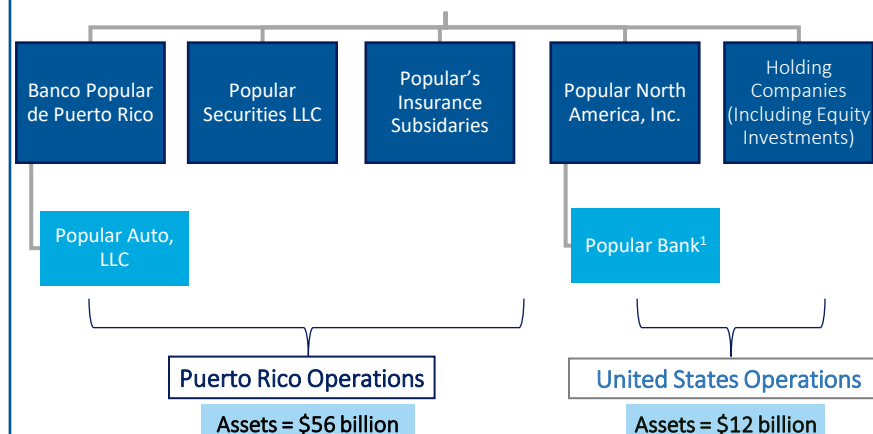 Banco Popular
de Puerto Rico
Popular
Securities LLC
Popular’s
Insurance
Subsidaries
Popular North
America, Inc.
Holding
Companies
(Including Equity
Investments)
Popular Auto,
LLC
Popular Bank¹
Puerto Rico Operations
United States Operations
Assets = $56 billion
Assets = $12 billion